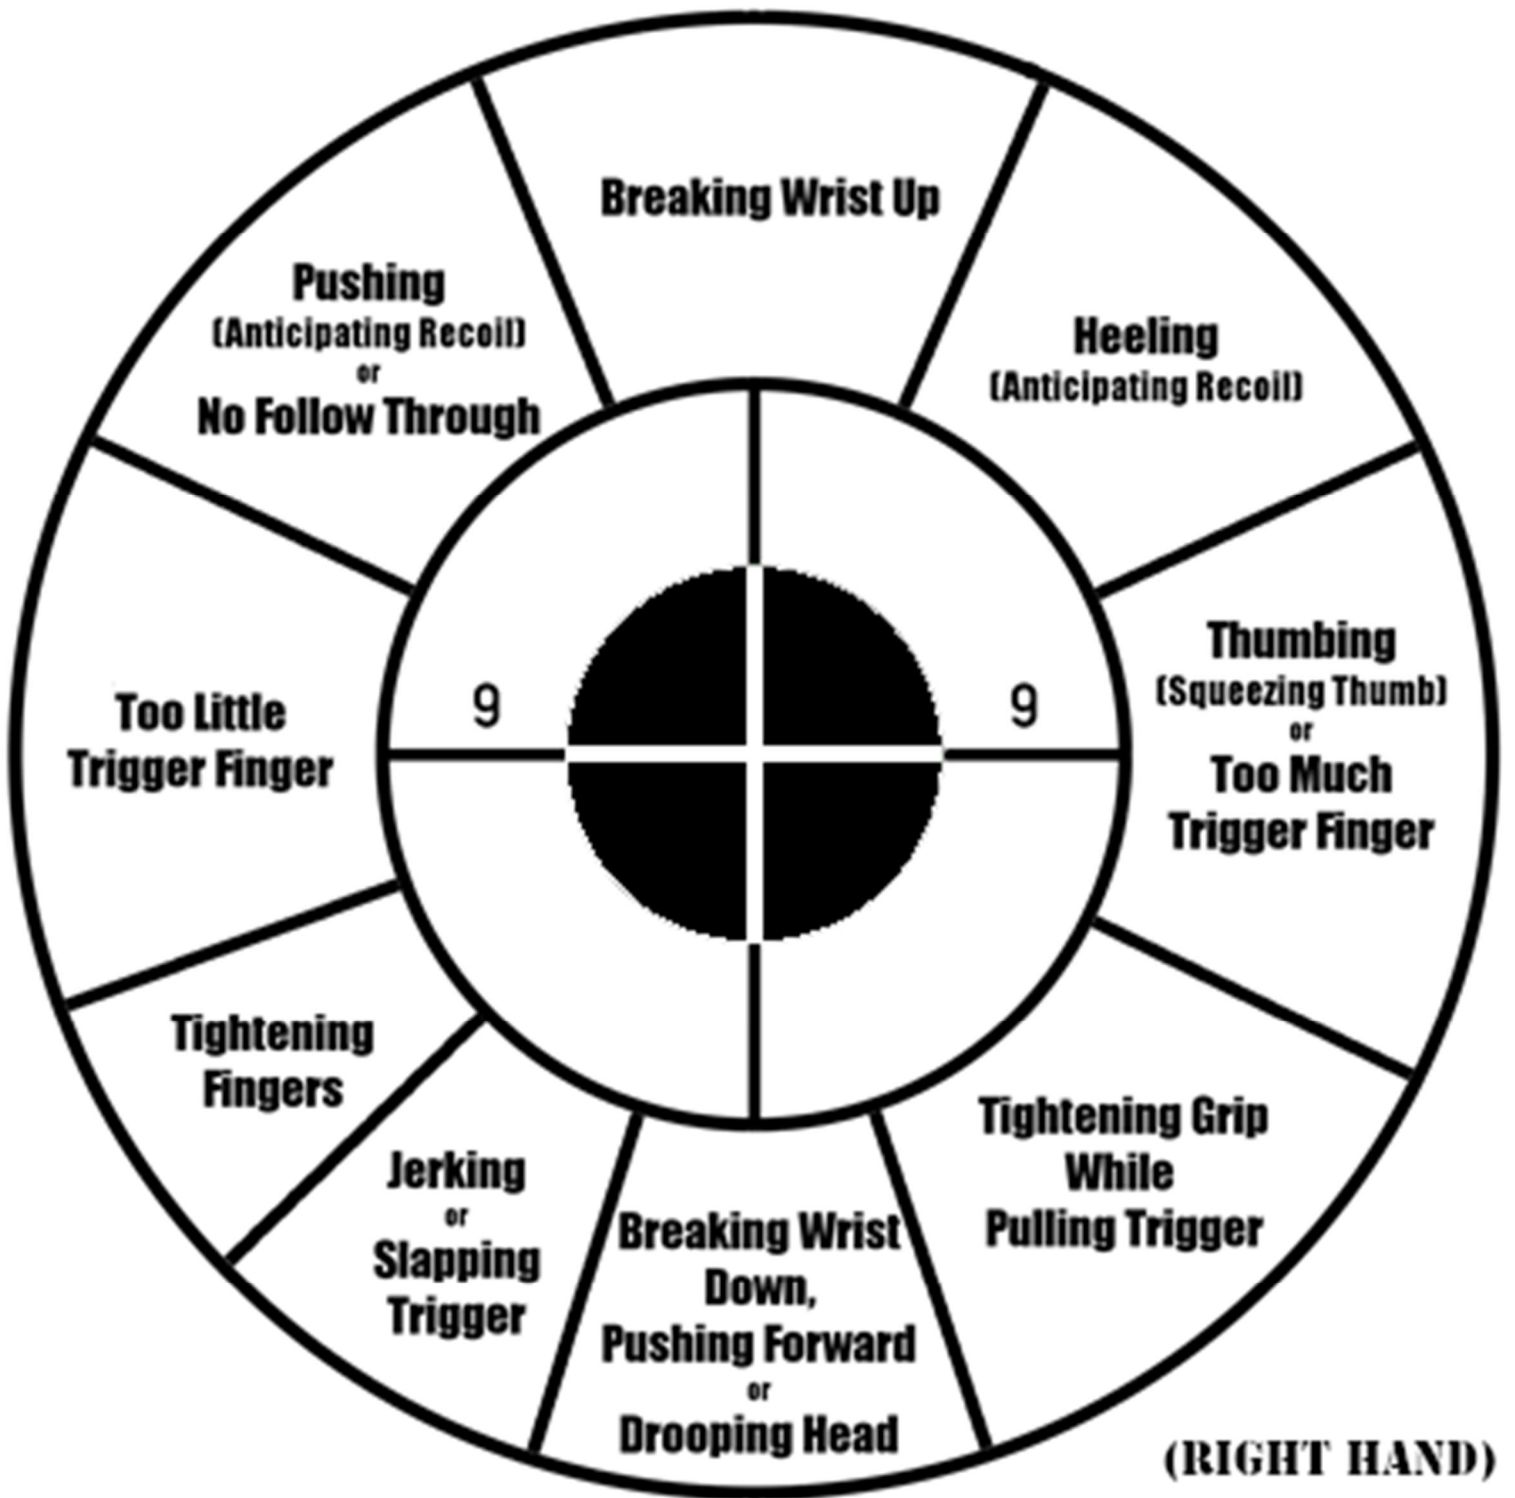 Breaking Wrist Up
Pushing
(Anticipating Recoil)
or
No Follow Through
Heeling
(Anticipating Recoil)
Too Little
Trigger Finger
9
9
Thumbing
(Squeezing Thumb)
or
Too Much
Trigger Finger
Tightening
Fingers
Jerking
or
Slapping
Trigger
Breaking Wrist
Down,
Pushing Forward
or
Drooping Head
Tightening Grip
While
Pulling Trigger
(RIGHT HAND)